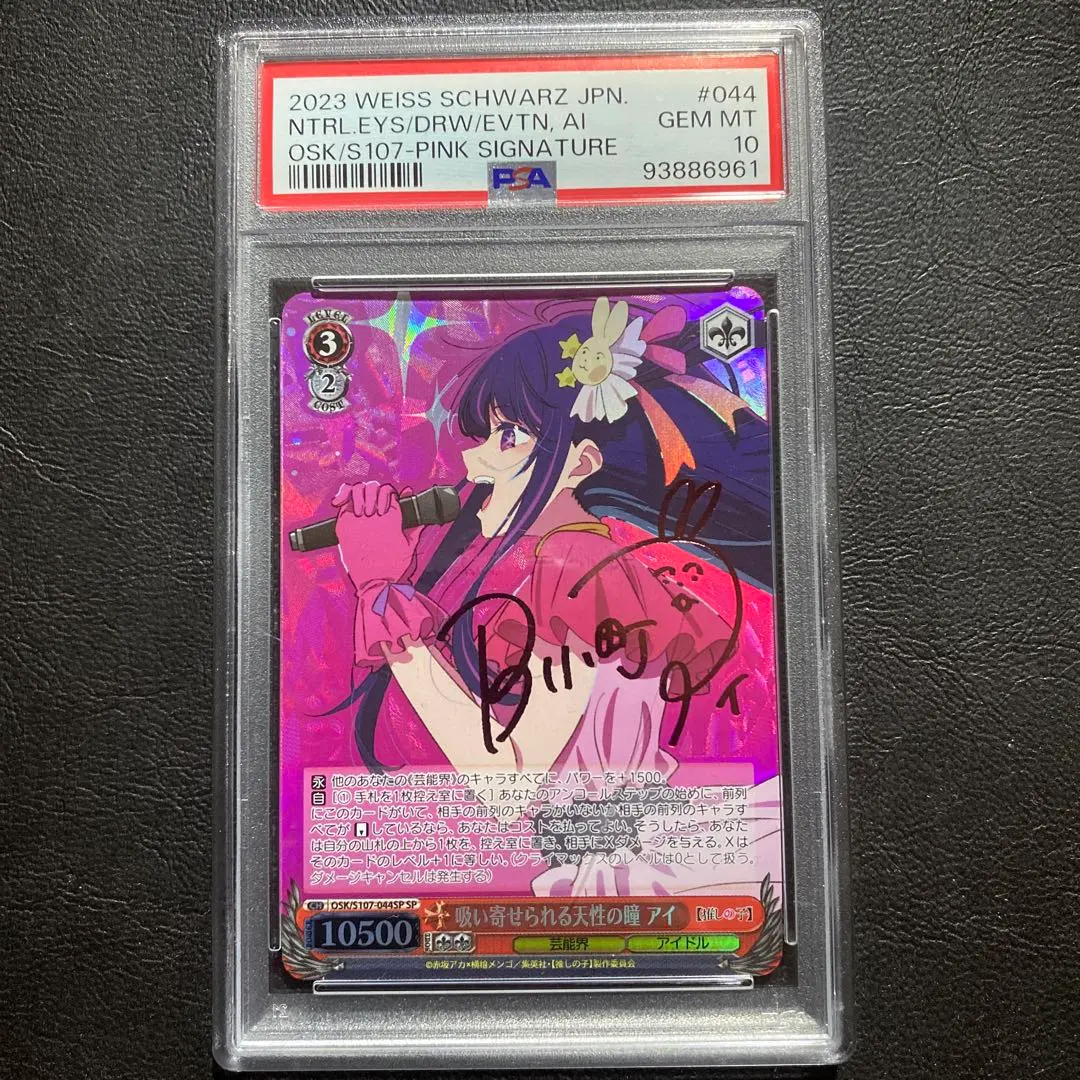 2023 WEISS SCHWARZ JPN.
#044
NTRL.EYS/DRW/EVTN, AI
GEM MT
OSK/S107-PINK SIGNATURE
10
PSA
93886961
LEVEL
3
2
COST
B小町
アイ
永 他のあなたの《芸能界》のキャラすべてに、パワーを+1500。
自 [① 手札を1枚控え室に置く] あなたのアンコールステップの始めに、前列
にこのカードがいて、相手の前列のキャラがいないか相手の前列のキャラす
べてが しているなら、あなたはコストを払ってよい。そうしたら、あなた
は自分の山札の上から1枚を、控え室に置き、相手にXダメージを与える。Xは
そのカードのレベル+1に等しい。(クライマックスのレベルは0として扱う。
ダメージキャンセルは発生する)
CH OSK/S107-044SP SP
吸い寄せられる天性の瞳 アイ
【推しの子】
10500
芸能界
アイドル
©赤坂アカ×横槍メンゴ/集英社・【推しの子】製作委員会